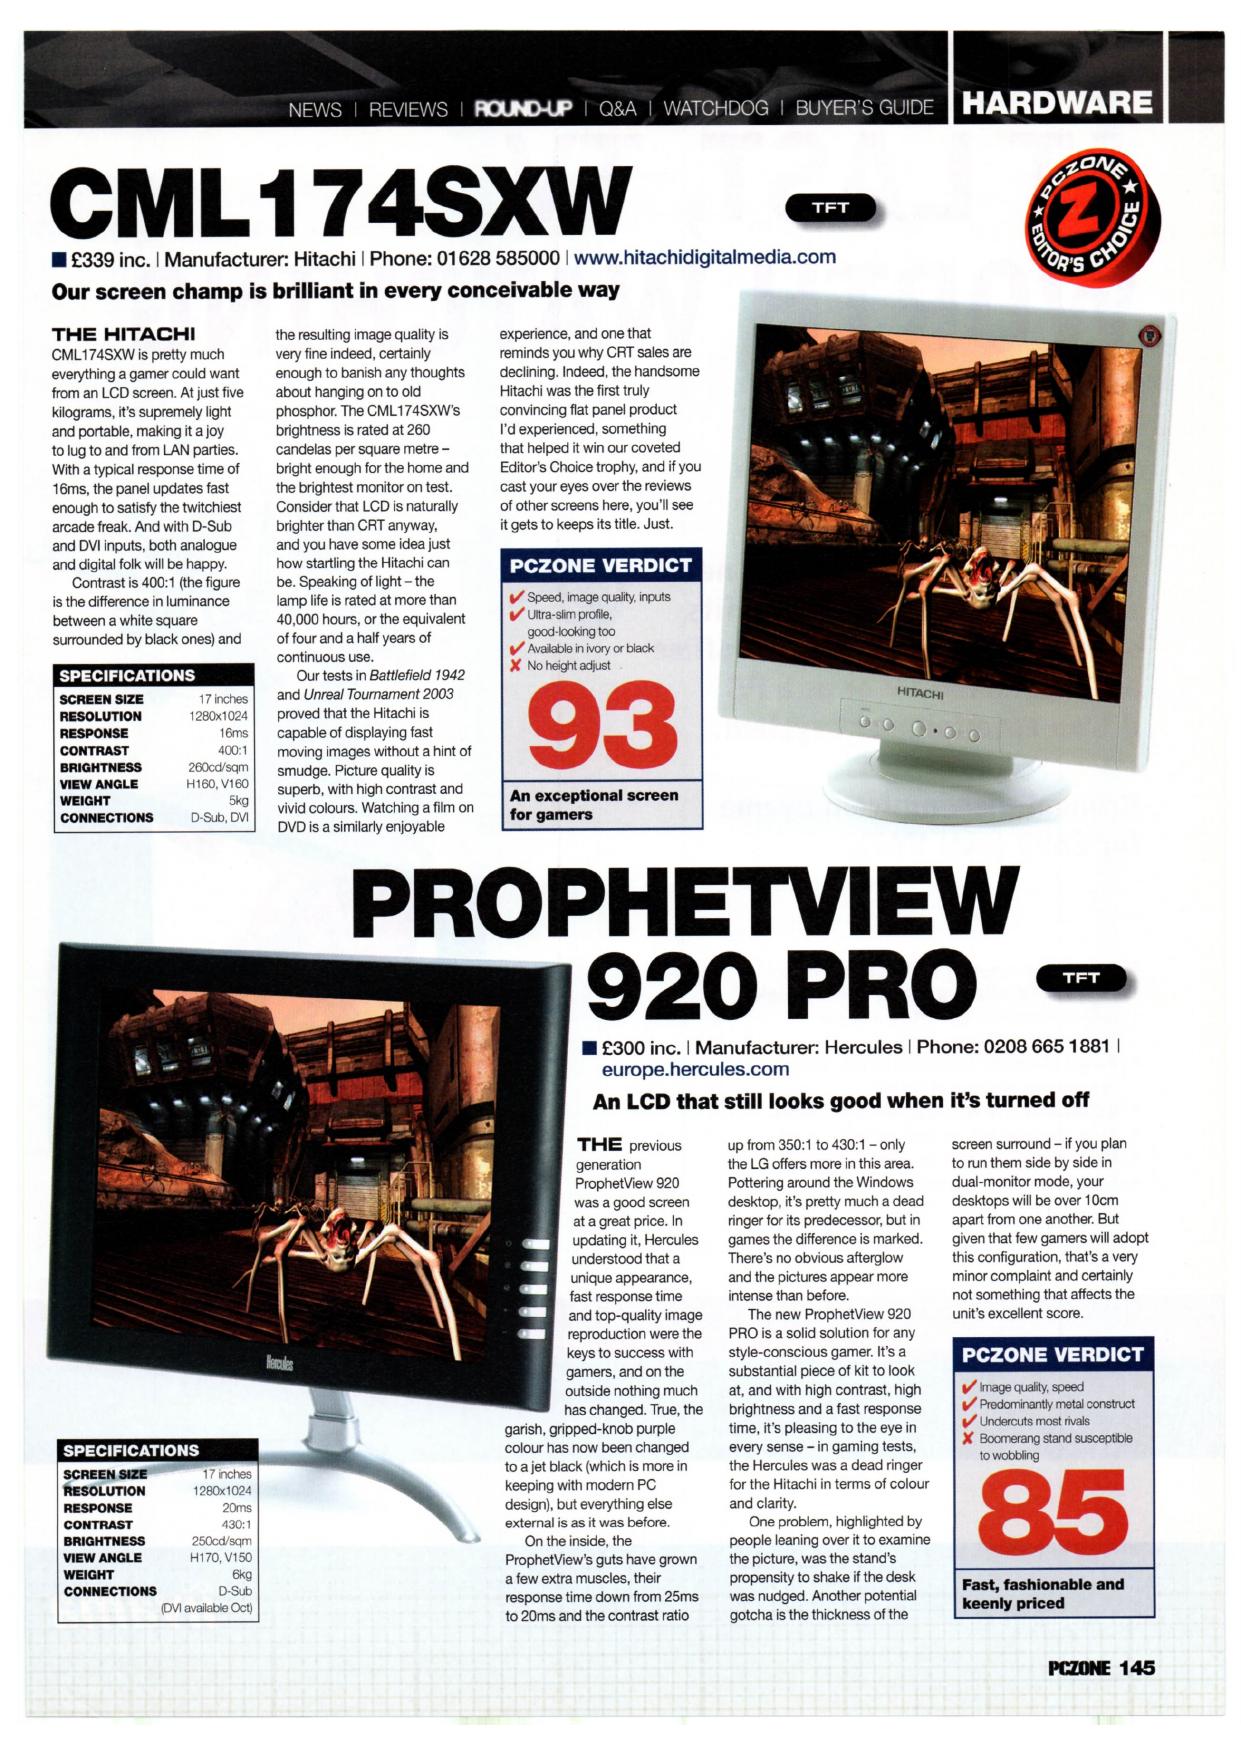 NEWS | REVIEWS | ROUND-UP | Q&A | WATCHDOG | BUYER'S GUIDE
HARDWARE
CML174SXW
TFT
PCZONE
Z
EDITOR'S CHOICE
■ £339 inc. | Manufacturer: Hitachi | Phone: 01628 585000 | www.hitachidigitalmedia.com
Our screen champ is brilliant in every conceivable way
THE HITACHI
CML174SXW is pretty much
everything a gamer could want
from an LCD screen. At just five
kilograms, it's supremely light
and portable, making it a joy
to lug to and from LAN parties.
With a typical response time of
16ms, the panel updates fast
enough to satisfy the twitchiest
arcade freak. And with D-Sub
and DVI inputs, both analogue
and digital folk will be happy.
Contrast is 400:1 (the figure
is the difference in luminance
between a white square
surrounded by black ones) and
SPECIFICATIONS
SCREEN SIZE 17 inches
RESOLUTION 1280x1024
RESPONSE 16ms
CONTRAST 400:1
BRIGHTNESS 260cd/sqm
VIEW ANGLE H160, V160
WEIGHT 5kg
CONNECTIONS D-Sub, DVI
the resulting image quality is
very fine indeed, certainly
enough to banish any thoughts
about hanging on to old
phosphor. The CML174SXW's
brightness is rated at 260
candelas per square metre –
bright enough for the home and
the brightest monitor on test.
Consider that LCD is naturally
brighter than CRT anyway,
and you have some idea just
how startling the Hitachi can
be. Speaking of light – the
lamp life is rated at more than
40,000 hours, or the equivalent
of four and a half years of
continuous use.
Our tests in Battlefield 1942
and Unreal Tournament 2003
proved that the Hitachi is
capable of displaying fast
moving images without a hint of
smudge. Picture quality is
superb, with high contrast and
vivid colours. Watching a film on
DVD is a similarly enjoyable
experience, and one that
reminds you why CRT sales are
declining. Indeed, the handsome
Hitachi was the first truly
convincing flat panel product
I'd experienced, something
that helped it win our coveted
Editor's Choice trophy, and if you
cast your eyes over the reviews
of other screens here, you'll see
it gets to keeps its title. Just.
PCZONE VERDICT
✔ Speed, image quality, inputs
✔ Ultra-slim profile,
good-looking too
✔ Available in ivory or black
✘ No height adjust
93
An exceptional screen
for gamers
HITACHI
PROPHETVIEW
920 PRO
TFT
■ £300 inc. | Manufacturer: Hercules | Phone: 0208 665 1881 |
europe.hercules.com
An LCD that still looks good when it's turned off
Hercules
SPECIFICATIONS
SCREEN SIZE 17 inches
RESOLUTION 1280x1024
RESPONSE 20ms
CONTRAST 430:1
BRIGHTNESS 250cd/sqm
VIEW ANGLE H170, V150
WEIGHT 6kg
CONNECTIONS D-Sub
(DVI available Oct)
THE previous
generation
ProphetView 920
was a good screen
at a great price. In
updating it, Hercules
understood that a
unique appearance,
fast response time
and top-quality image
reproduction were the
keys to success with
gamers, and on the
outside nothing much
has changed. True, the
garish, gripped-knob purple
colour has now been changed
to a jet black (which is more in
keeping with modern PC
design), but everything else
external is as it was before.
On the inside, the
ProphetView's guts have grown
a few extra muscles, their
response time down from 25ms
to 20ms and the contrast ratio
up from 350:1 to 430:1 – only
the LG offers more in this area.
Pottering around the Windows
desktop, it's pretty much a dead
ringer for its predecessor, but in
games the difference is marked.
There's no obvious afterglow
and the pictures appear more
intense than before.
The new ProphetView 920
PRO is a solid solution for any
style-conscious gamer. It's a
substantial piece of kit to look
at, and with high contrast, high
brightness and a fast response
time, it's pleasing to the eye in
every sense – in gaming tests,
the Hercules was a dead ringer
for the Hitachi in terms of colour
and clarity.
One problem, highlighted by
people leaning over it to examine
the picture, was the stand's
propensity to shake if the desk
was nudged. Another potential
gotcha is the thickness of the
screen surround – if you plan
to run them side by side in
dual-monitor mode, your
desktops will be over 10cm
apart from one another. But
given that few gamers will adopt
this configuration, that's a very
minor complaint and certainly
not something that affects the
unit's excellent score.
PCZONE VERDICT
✔ Image quality, speed
✔ Predominantly metal construct
✔ Undercuts most rivals
✘ Boomerang stand susceptible
to wobbling
85
Fast, fashionable and
keenly priced
PCZONE 145